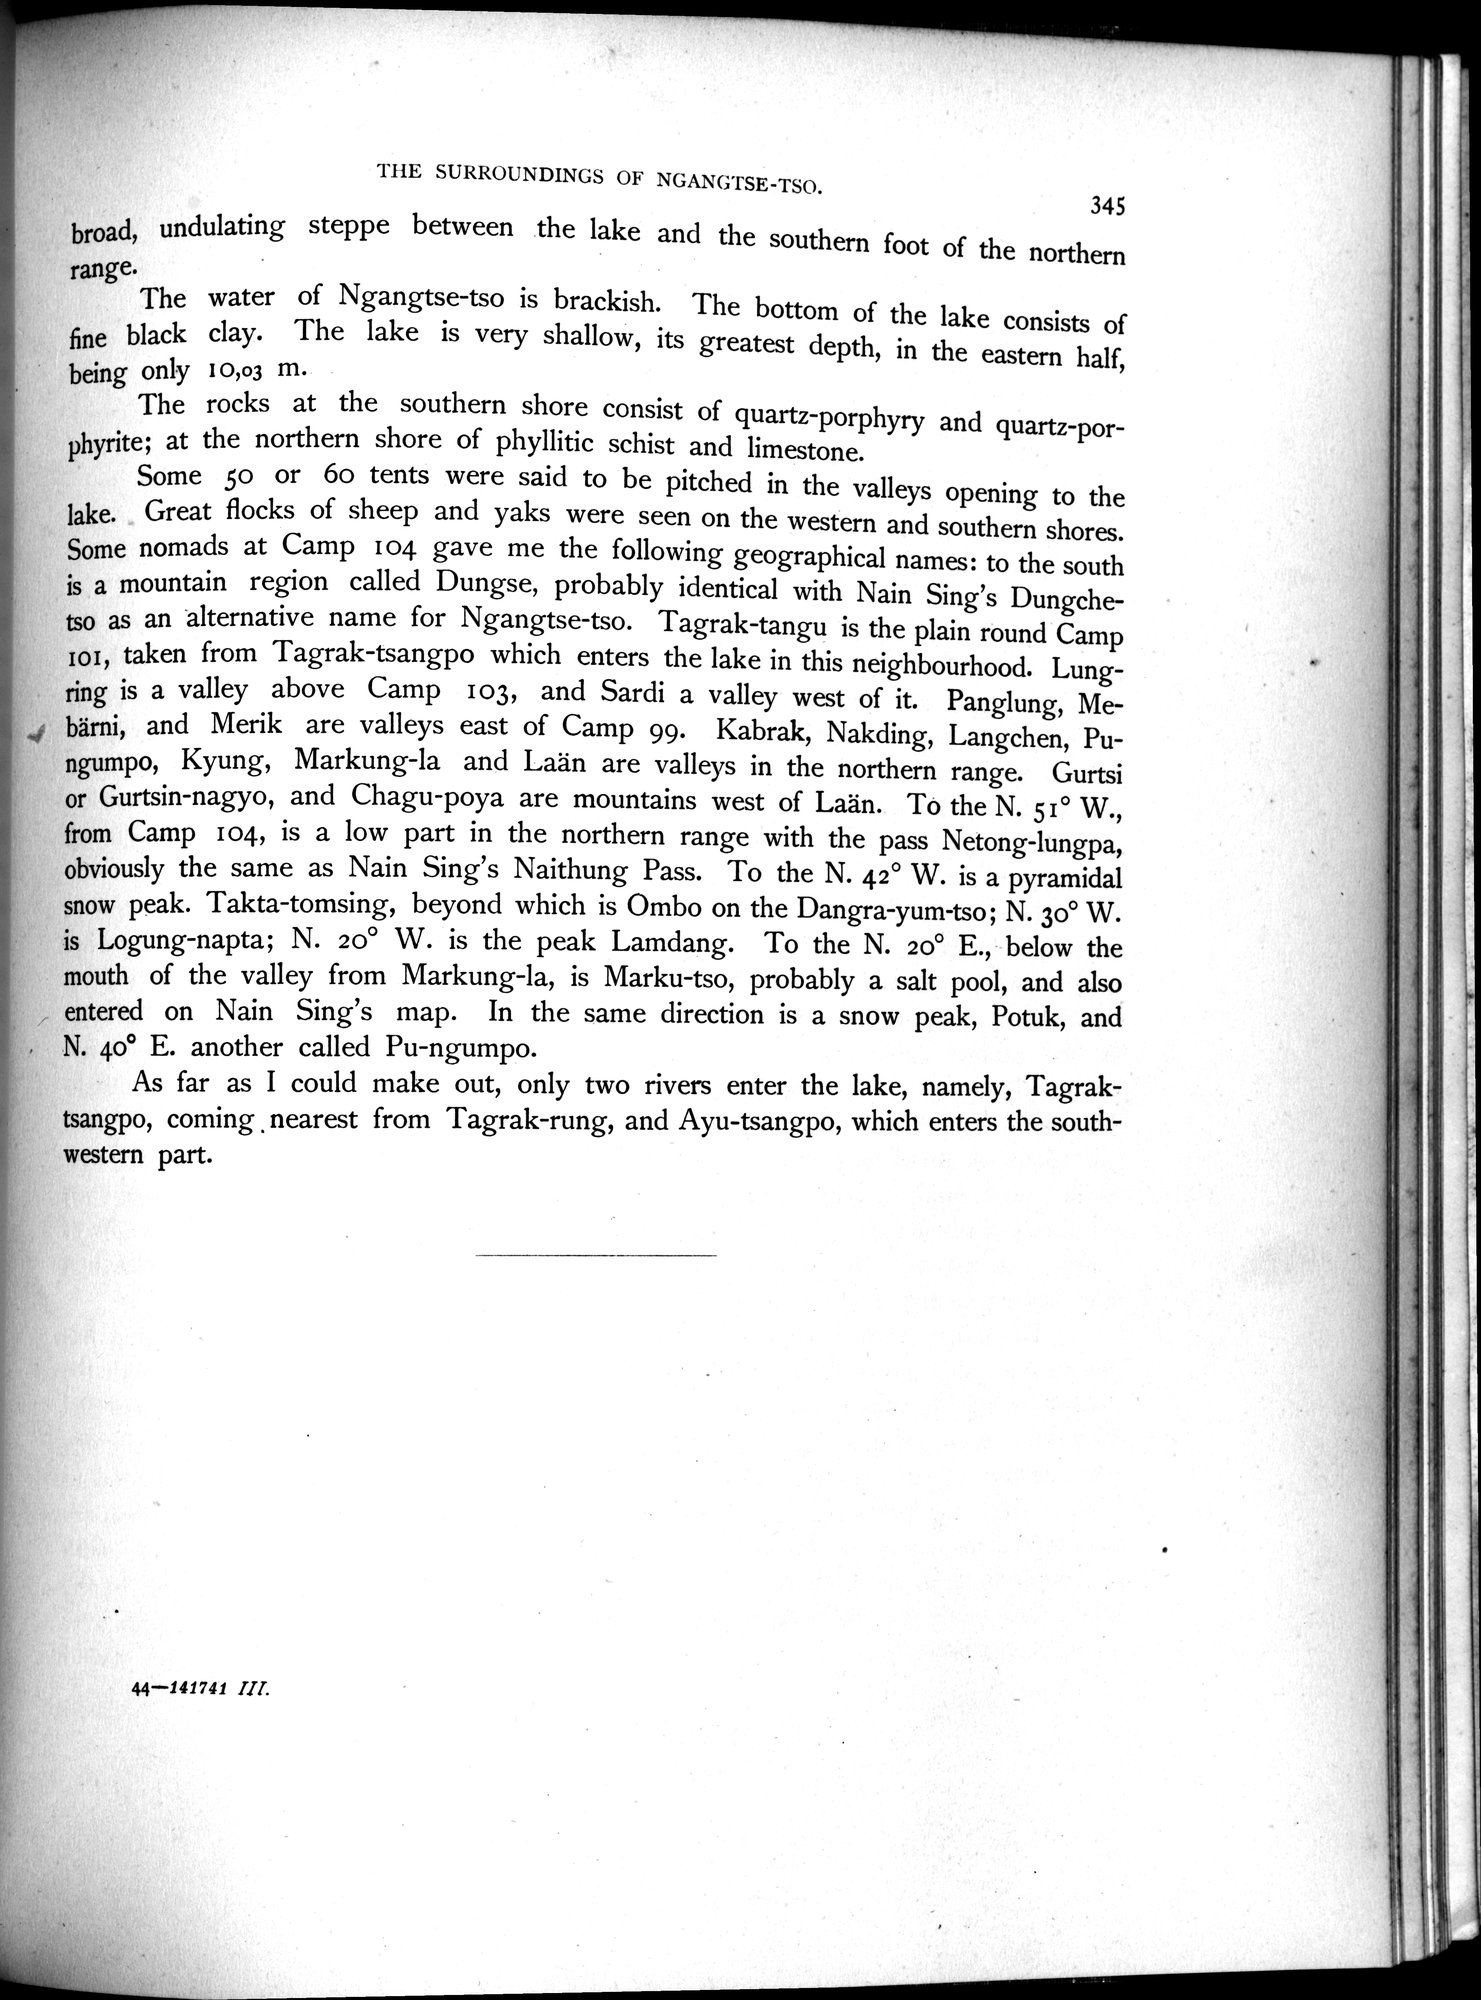 THE SURROUNDINGS OF NGANGTSE-TSO.
345
broad, undulating steppe between the lake and the southern foot of the northern
range.
The water of Ngangtse-tso is brackish. The bottom of the lake consists of
fine black clay. The lake is very shallow, its greatest depth, in the eastern half,
being only 10,03 m.
The rocks at the southern shore consist of quartz-porphyry and quartz-por-
phyrite; at the northern shore of phyllitic schist and limestone.
Some 50 or 60 tents were said to be pitched in the valleys opening to the
lake. Great flocks of sheep and yaks were seen on the western and southern shores.
Some nomads at Camp 104 gave me the following geographical names: to the south
is a mountain region called Dungse, probably identical with Nain Sing's Dungche-
tso as an alternative name for Ngangtse-tso. Tagrak-tangu is the plain round Camp
101, taken from Tagrak-tsangpo which enters the lake in this neighbourhood. Lung-
ring is a valley above Camp 103, and Sardi a valley west of it. Panglung, Me-
bärni, and Merik are valleys east of Camp 99. Kabrak, Nakding, Langchen, Pu-
ngumpo, Kyung, Markung-la and Laän are valleys in the northern range. Gurtsi
or Gurtsin-nagyo, and Chagu-poya are mountains west of Laän. To the N. 51° W.,
from Camp 104, is a low part in the northern range with the pass Netong-lungpa,
obviously the same as Nain Sing's Naithung Pass. To the N. 42° W. is a pyramidal
snow peak. Takta-tomsing, beyond which is Ombo on the Dangra-yum-tso; N. 30° W.
is Logung-napta; N. 20° W. is the peak Lamdang. To the N. 20° E., below the
mouth of the valley from Markung-la, is Marku-tso, probably a salt pool, and also
entered on Nain Sing's map. In the same direction is a snow peak, Potuk, and
N. 40° E. another called Pu-ngumpo.
As far as I could make out, only two rivers enter the lake, namely, Tagrak-
tsangpo, coming nearest from Tagrak-rung, and Ayu-tsangpo, which enters the south-
western part.
44—141741 III.